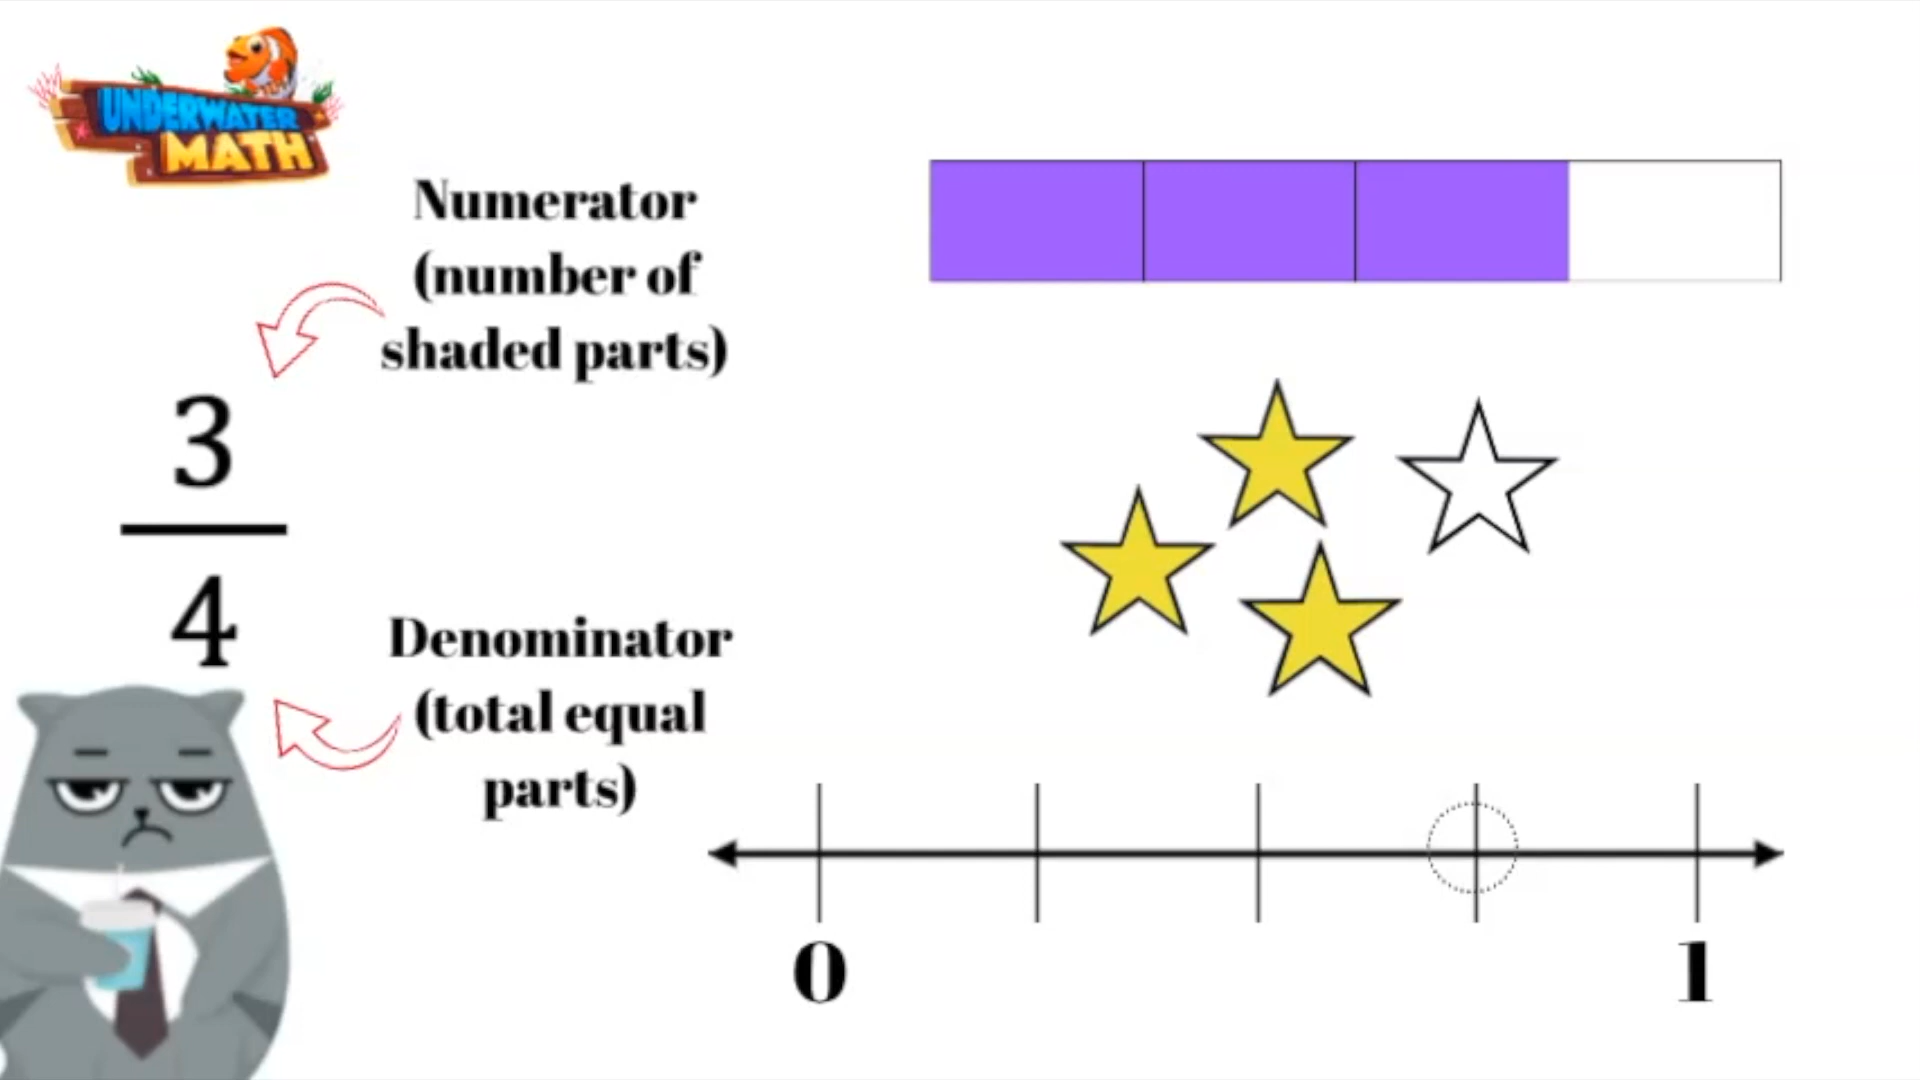 UNDERWATER
MATH
Numerator
(number of
shaded parts)
3
4
Denominator
(total equal
parts)
0
1